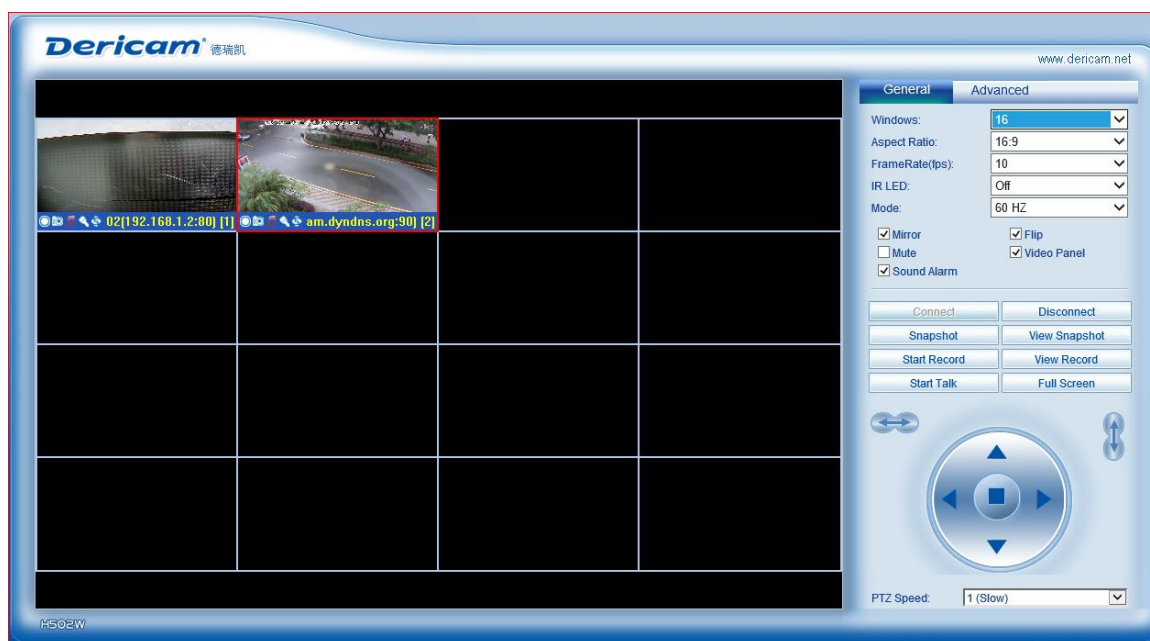 Dericam 德瑞凯
www.dericam.net
General Advanced
Windows: 16
Aspect Ratio: 16:9
FrameRate(fps): 10
IR LED: Off
Mode: 60 HZ
Mirror Flip
Mute Video Panel
Sound Alarm
02(192.168.1.2:80) [1] am.dyndns.org:90) [2]
Connect Disconnect
Snapshot View Snapshot
Start Record View Record
Start Talk Full Screen
PTZ Speed: 1 (Slow)
H502W